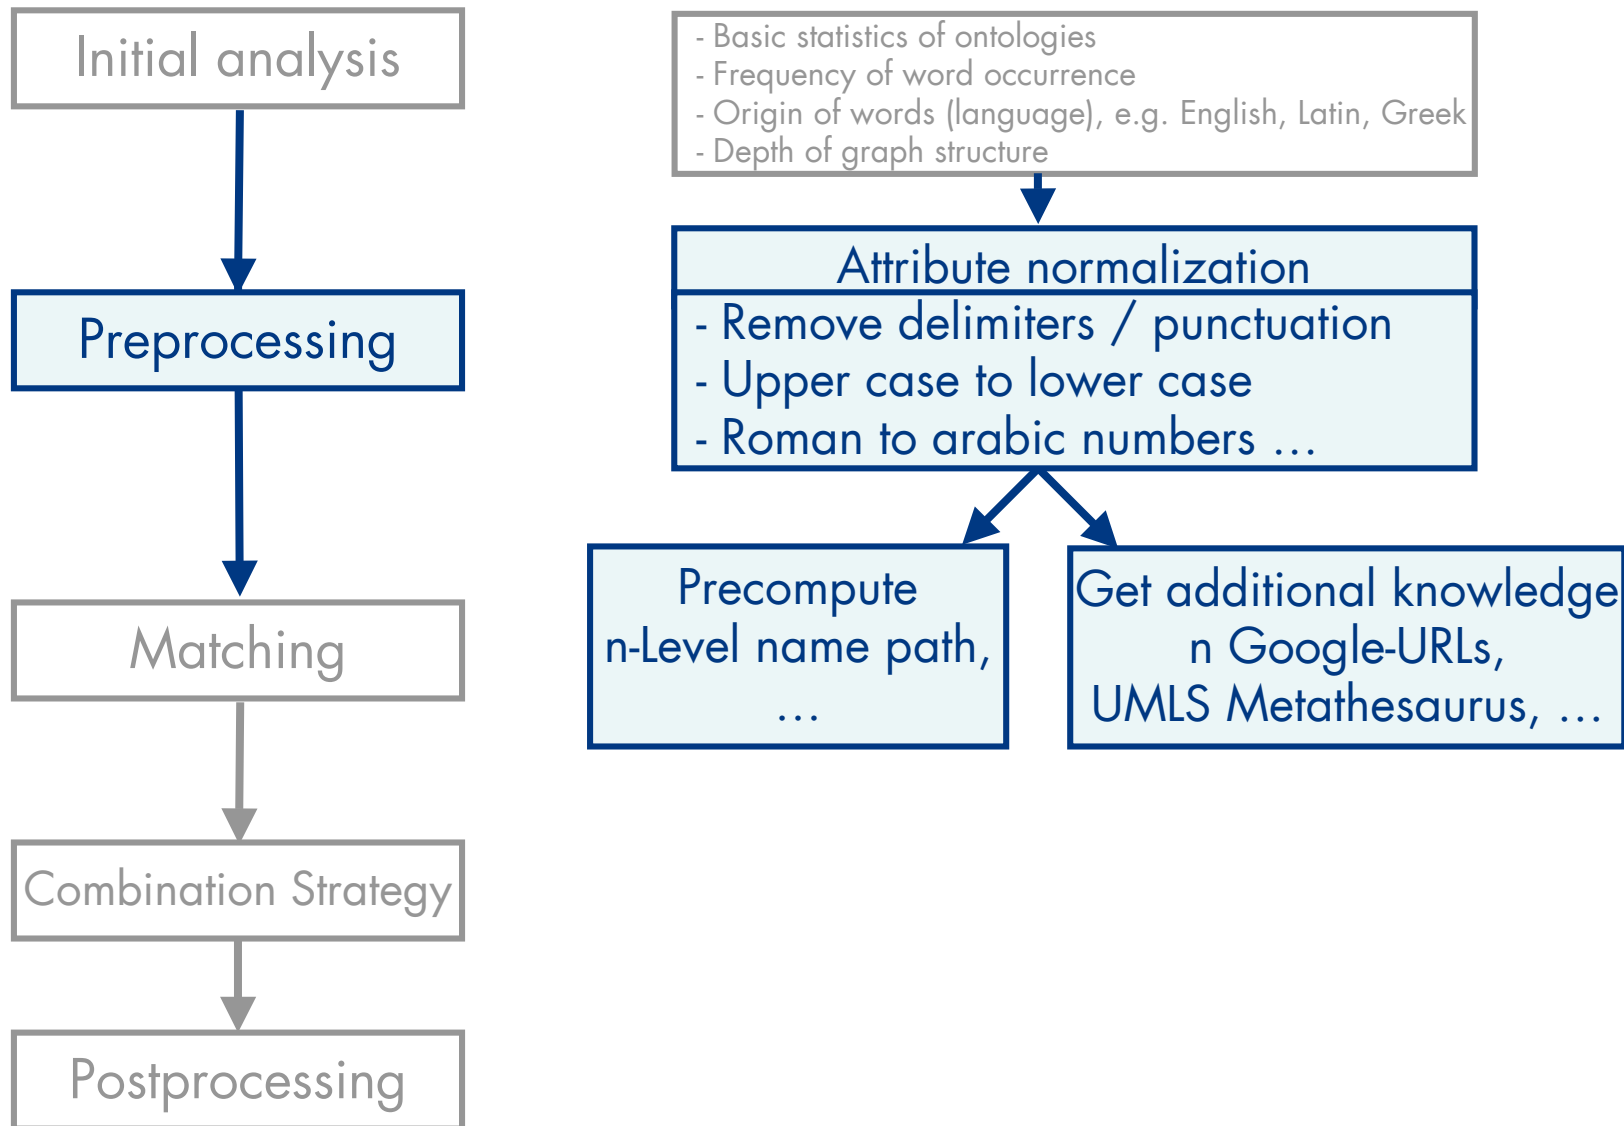 Initial analysis
Preprocessing
Matching
Combination Strategy
Postprocessing
- Basic statistics of ontologies
- Frequency of word occurrence
- Origin of words (language), e.g. English, Latin, Greek
- Depth of graph structure
Attribute normalization
- Remove delimiters / punctuation
- Upper case to lower case
- Roman to arabic numbers ...
Precompute
n-Level name path,
...
Get additional knowledge
n Google-URLs,
UMLS Metathesaurus, ...